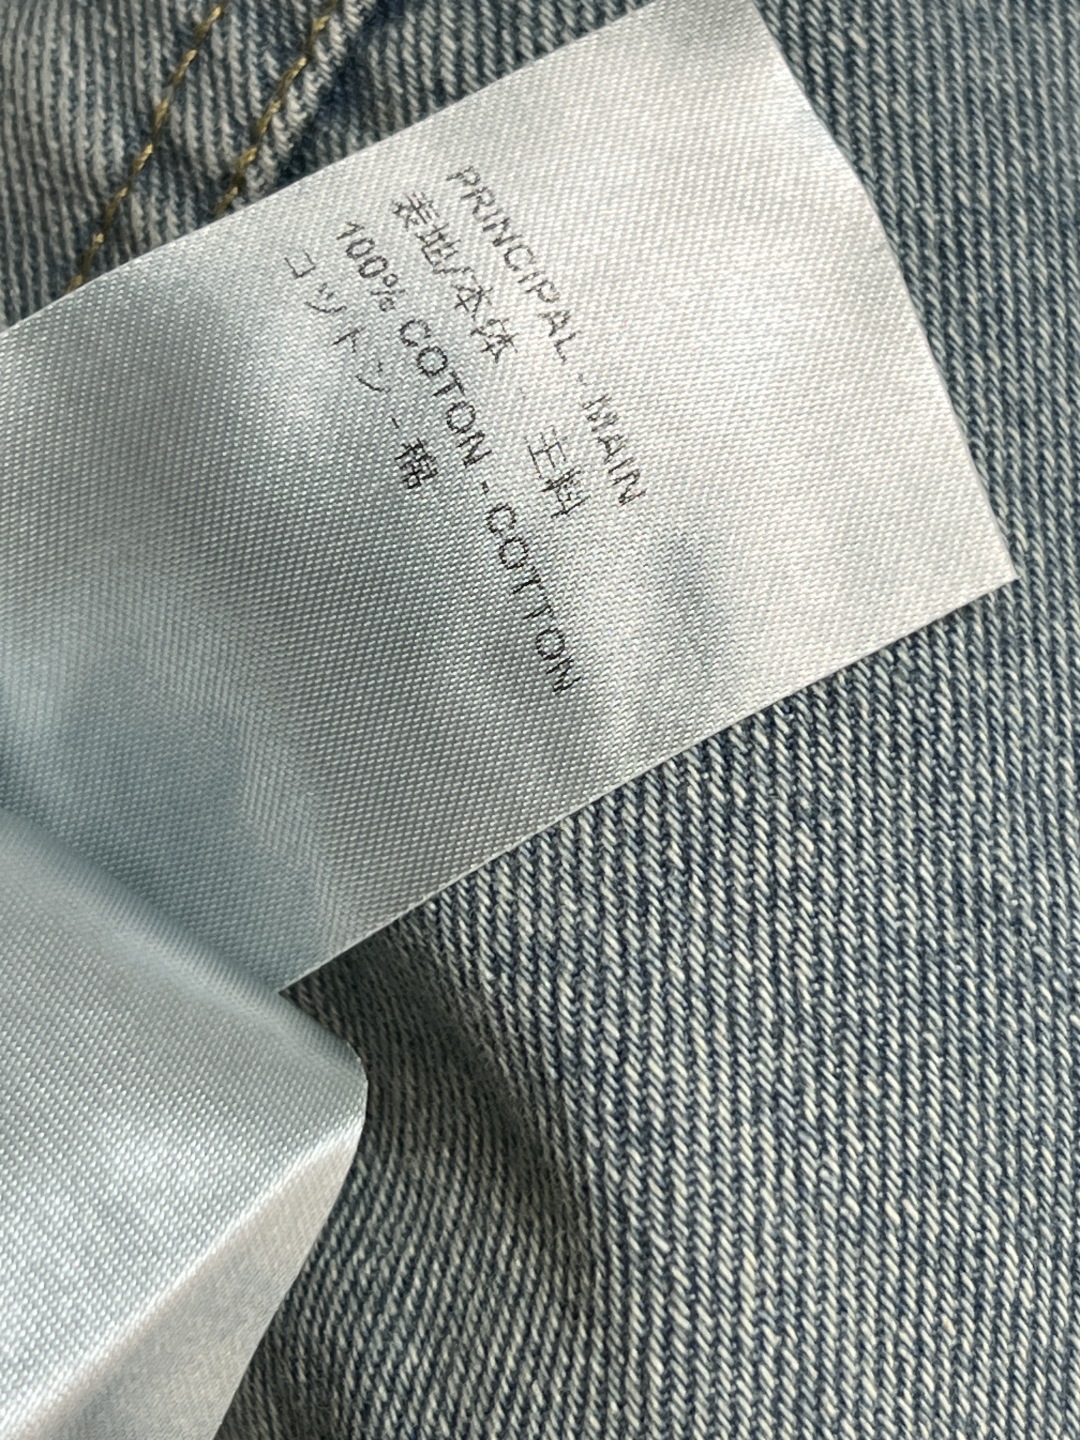 PRINCIPAL - MAIN
表地/本体 - 主料
100% COTON - COTTON
コットン - 棉